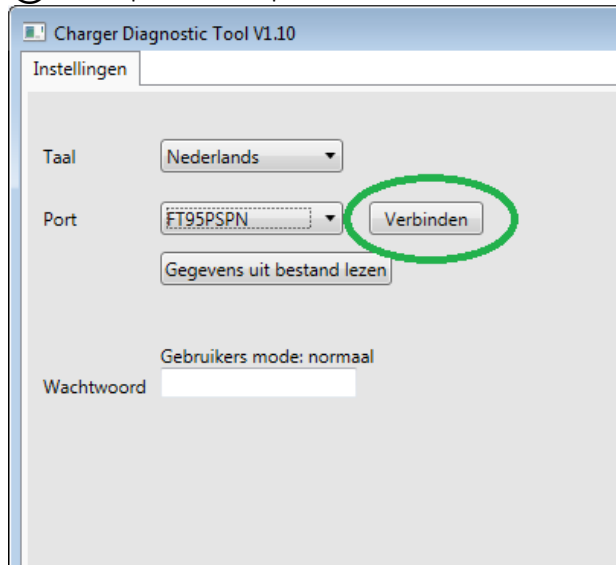 Charger Diagnostic Tool V1.10
Instellingen
Taal Nederlands
Port FT95PSPN Verbinden
Gegevens uit bestand lezen
Gebruikers mode: normaal
Wachtwoord